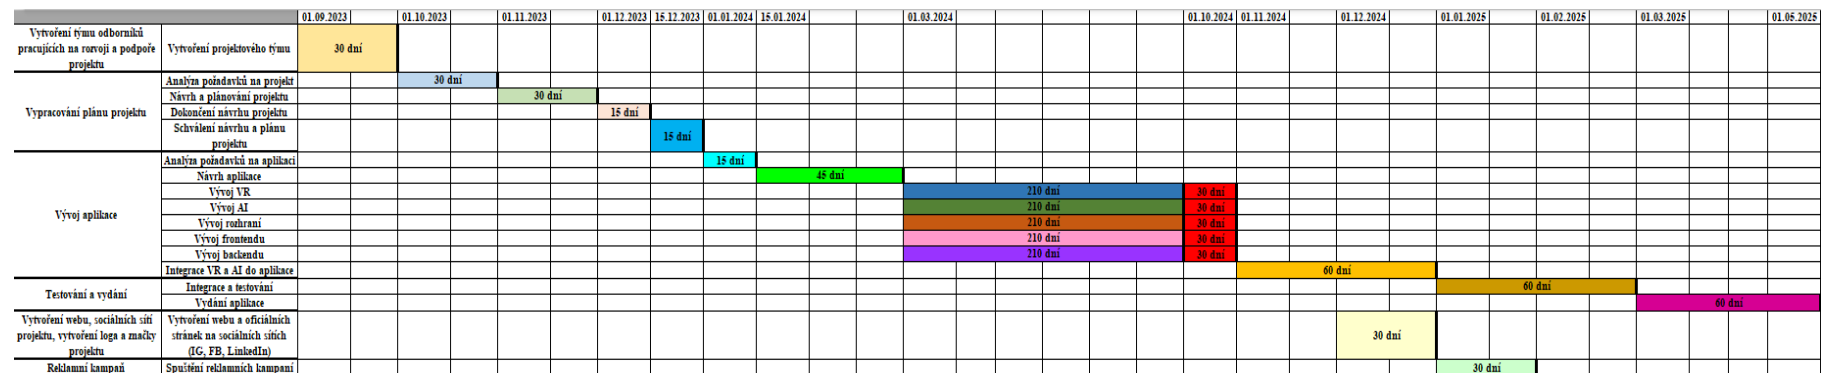 01.09.2023 01.10.2023 01.11.2023 01.12.2023 15.12.2023 01.01.2024 15.01.2024 01.03.2024 01.10.2024 01.11.2024 01.12.2024 01.01.2025 01.02.2025 01.03.2025 01.05.2025
Vytvoření týmu odborníků
pracujících na rozvoji a podpoře
projektu
Vytvoření projektového týmu
30 dní
Vypracování plánu projektu
Analýza požadavků na projekt
30 dní
Návrh a plánování projektu
30 dní
Dokončení návrhu projektu
15 dní
Schválení návrhu a plánu
projektu
15 dní
Vývoj aplikace
Analýza požadavků na aplikaci
15 dní
Návrh aplikace
45 dní
Vývoj VR
210 dní
30 dní
Vývoj AI
210 dní
30 dní
Vývoj rozhraní
210 dní
30 dní
Vývoj frontendu
210 dní
30 dní
Vývoj backendu
210 dní
30 dní
Integrace VR a AI do aplikace
60 dní
Testování a vydání
Integrace a testování
60 dní
Vydání aplikace
60 dní
Vytvoření webu, sociálních sítí
projektu, vytvoření loga a značky
projektu
Vytvoření webu a oficiálních
stránek na sociálních sítích
(IG, FB, LinkedIn)
30 dní
Reklamní kampaň
Spuštění reklamních kampaní
30 dní